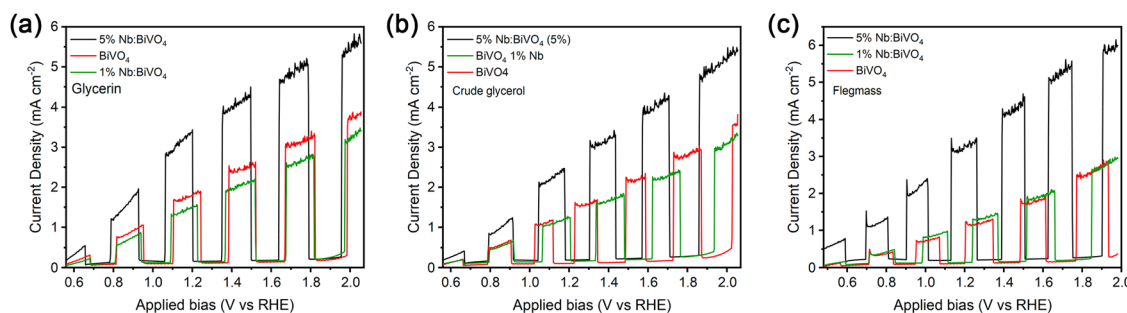 (a)
6
5
4
3
2
1
0
Current Density (mA cm⁻²)
5% Nb:BiVO₄
BiVO₄
1% Nb:BiVO₄
Glycerin
0.6 0.8 1.0 1.2 1.4 1.6 1.8 2.0
Applied bias (V vs RHE)
(b)
6
5
4
3
2
1
0
Current Density (mA cm⁻²)
5% Nb:BiVO₄ (5%)
BiVO₄ 1% Nb
BiVO4
Crude glycerol
0.6 0.8 1.0 1.2 1.4 1.6 1.8 2.0
Applied bias (V vs RHE)
(c)
6
5
4
3
2
1
0
Current Density (mA cm⁻²)
5% Nb:BiVO₄
1% Nb:BiVO₄
BiVO₄
Flegmass
0.6 0.8 1.0 1.2 1.4 1.6 1.8 2.0
Applied bias (V vs RHE)